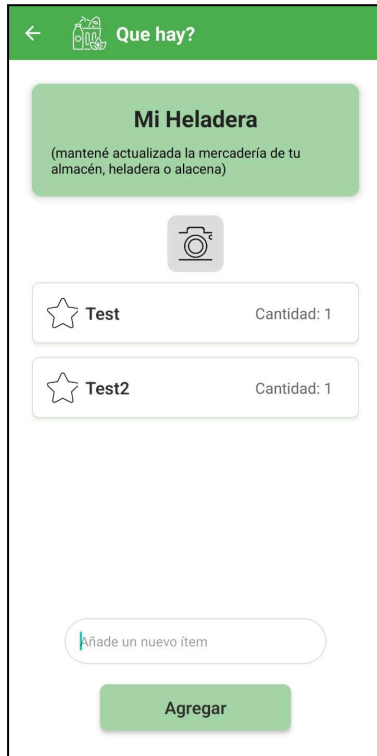 Que hay?
Mi Heladera
(mantené actualizada la mercadería de tu
almacén, heladera o alacena)
Test Cantidad: 1
Test2 Cantidad: 1
Añade un nuevo ítem
Agregar